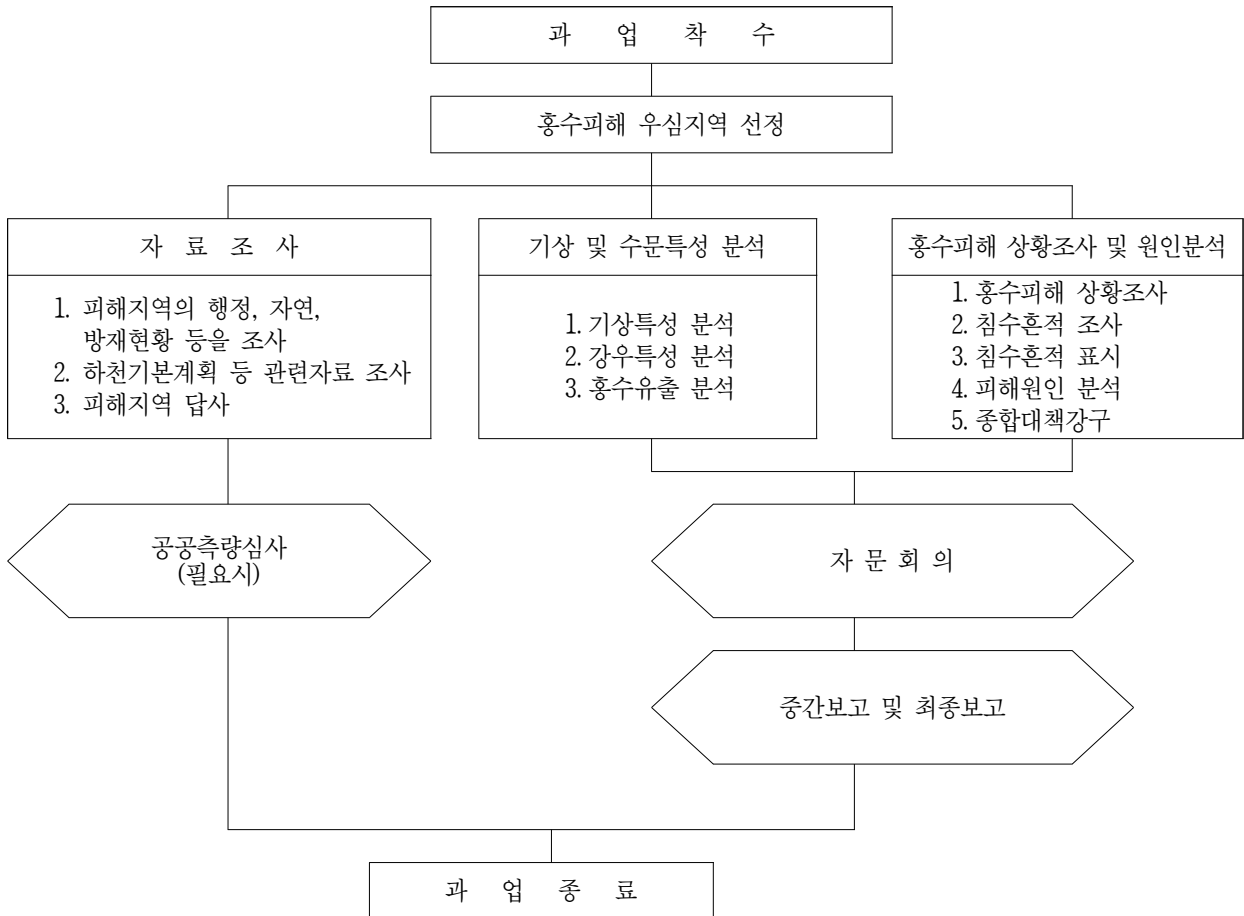 과 업 착 수
홍수피해 우심지역 선정
자 료 조 사
1. 피해지역의 행정, 자연,
방재현황 등을 조사
2. 하천기본계획 등 관련자료 조사
3. 피해지역 답사
기상 및 수문특성 분석
1. 기상특성 분석
2. 강우특성 분석
3. 홍수유출 분석
홍수피해 상황조사 및 원인분석
1. 홍수피해 상황조사
2. 침수흔적 조사
3. 침수흔적 표시
4. 피해원인 분석
5. 종합대책강구
공공측량심사
(필요시)
자 문 회 의
중간보고 및 최종보고
과 업 종 료